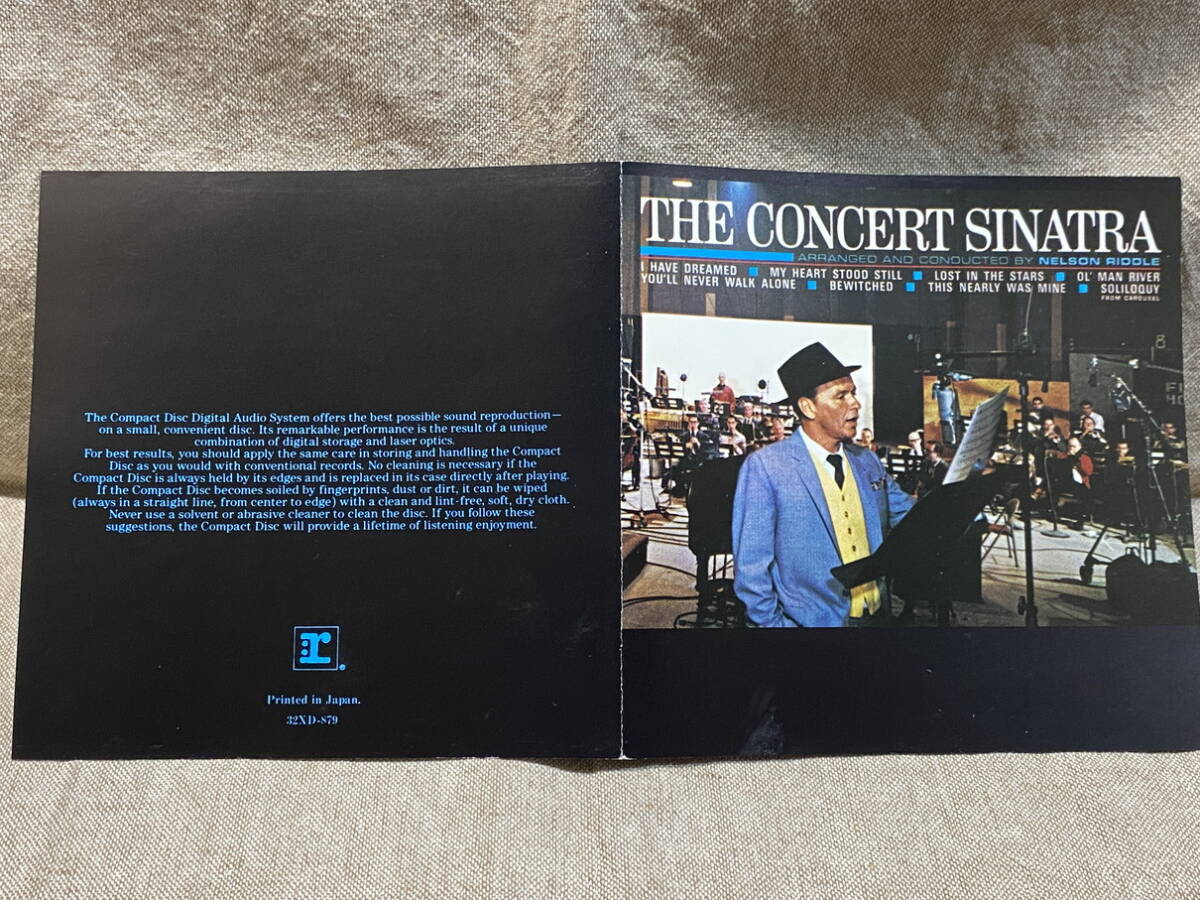 The Compact Disc Digital Audio System offers the best possible sound reproduction—
on a small, convenient disc. Its remarkable performance is the result of a unique
combination of digital storage and laser optics.
For best results, you should apply the same care in storing and handling the Compact
Disc as you would with conventional records. No cleaning is necessary if the
Compact Disc is always held by its edges and is replaced in its case directly after playing.
If the Compact Disc becomes soiled by fingerprints, dust or dirt, it can be wiped
(always in a straight line, from center to edge) with a clean and lint-free, soft, dry cloth.
Never use a solvent or abrasive cleaner to clean the disc. If you follow these
suggestions, the Compact Disc will provide a lifetime of listening enjoyment.
r
Printed in Japan.
32XD-879
THE CONCERT SINATRA
ARRANGED AND CONDUCTED BY NELSON RIDDLE
I HAVE DREAMED ■ MY HEART STOOD STILL ■ LOST IN THE STARS ■ OL' MAN RIVER
YOU'LL NEVER WALK ALONE ■ BEWITCHED ■ THIS NEARLY WAS MINE ■ SOLILOQUY
FROM CAROUSEL
8